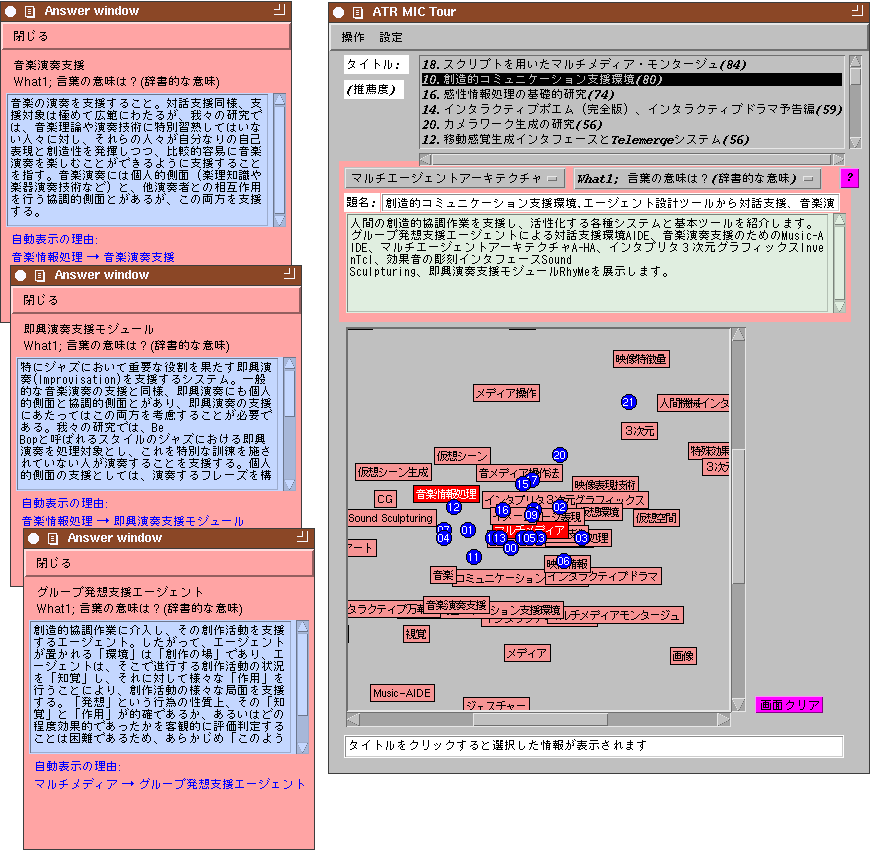 Answer window
閉じる
音楽演奏支援
What1; 言葉の意味は？(辞書的な意味)
音楽の演奏を支援すること。対話支援同様、支
援対象は極めて広範にわたるが、我々の研究で
は、音楽理論や演奏技術に特別習熟してはいな
い人々に対し、それらの人々が自分なりの自己
表現と創造性を発揮しつつ、比較的容易に音楽
演奏を楽しむことができるように支援すること
を指す。音楽演奏には個人的側面（楽理知識や
楽器演奏技術など）と、他演奏者との相互作用
を行う協調的側面とがあるが、この両方を支援
する。
自動表示の理由:
音楽情報処理 → 音楽演奏支援
Answer window
閉じる
即興演奏支援モジュール
What1; 言葉の意味は？(辞書的な意味)
特にジャズにおいて重要な役割を果たす即興演
奏(Improvisation)を支援するシステム。一般
的な音楽演奏の支援と同様、即興演奏にも個人
的側面と協調的側面とがあり、即興演奏の支援
にあたってはこの両方を考慮することが必要で
ある。我々の研究では、Be
Bopと呼ばれるスタイルのジャズにおける即興
演奏を処理対象とし、これを特別な訓練を施さ
れていない人が演奏することを支援する。個人
的側面の支援としては、演奏するフレーズを構
自動表示の理由:
音楽情報処理 → 即興演奏支援モジュール
Answer window
閉じる
グループ発想支援エージェント
What1; 言葉の意味は？(辞書的な意味)
創造的協調作業に介入し、その創作活動を支援
するエージェント。したがって、エージェント
が置かれる「環境」は「創作の場」であり、エ
ージェントは、そこで進行する創作活動の状況
を「知覚」し、それに対して様々な「作用」を
行うことにより、創作活動の様々な局面を支援
する。「発想」という行為の性質上、その「知
覚」と「作用」が的確であるか、あるいはどの
程度効果的であったかを客観的に評価判定する
ことは困難であるため、あらかじめ「このよう
自動表示の理由:
マルチメディア → グループ発想支援エージェント
ATR MIC Tour
操作 設定
タイトル:
(推薦度)
18. スクリプトを用いたマルチメディア・モンタージュ(84)
10. 創造的コミュニケーション支援環境(80)
16. 感性情報処理の基礎的研究(74)
14. インタラクティブポエム（完全版）、インタラクティブドラマ予告編(59)
20. カメラワーク生成の研究(56)
12. 移動感覚生成インタフェースとTelemergeシステム(56)
マルチエージェントアーキテクチャ
What1; 言葉の意味は？(辞書的な意味)
?
題名:
創造的コミュニケーション支援環境,エージェント設計ツールから対話支援、音楽演
人間の創造的協調作業を支援し、活性化する各種システムと基本ツールを紹介します。
グループ発想支援エージェントによる対話支援環境AIDE、音楽演奏支援のためのMusic-A
IDE、マルチエージェントアーキテクチャA-HA、インタプリタ３次元グラフィックスInve
nTcl、効果音の彫刻インタフェースSound
Sculpturing、即興演奏支援モジュールRhyMeを展示します。
映像特徴量
メディア操作
21
人間機械インタ
３次元
特殊効果
３次元
仮想シーン
20
仮想シーン生成
音メディア操作法
15
映像表現技術
CG
音楽情報処理
インタプリタ３次元グラフィックス
12
16
09
02
仮想空間
Sound Sculpturing
マルチメディア
01
04
00
03
アート
11
06
音楽
コミュニケーション
インタラクティブドラマ
音楽演奏支援
ション支援環境
マルチメディアモンタージュ
視覚
メディア
画像
Music-AIDE
ジェスチャー
画面クリア
タイトルをクリックすると選択した情報が表示されます